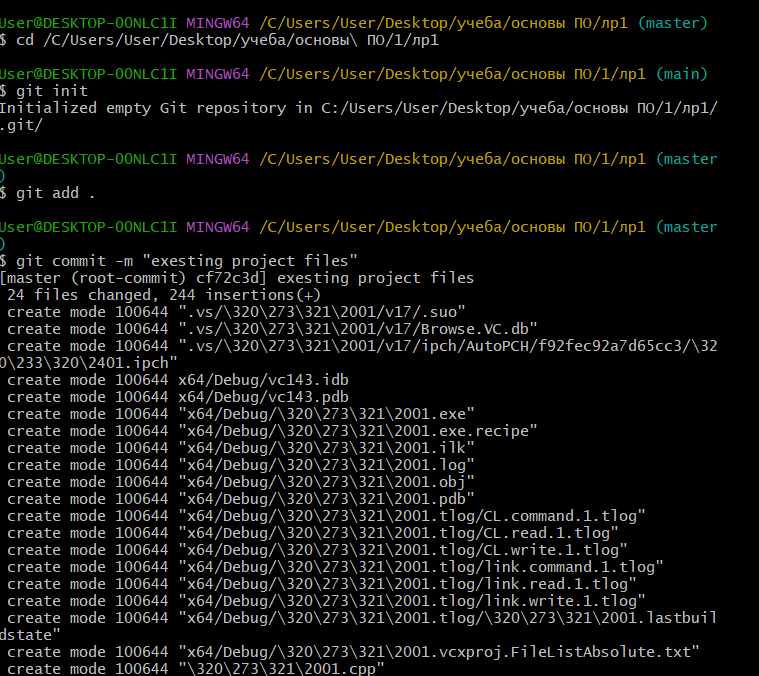 User@DESKTOP-00NLC1I MINGW64 /C/Users/User/Desktop/учеба/основы ПО/лр1 (master)
$ cd /C/Users/User/Desktop/учеба/основы\ ПО/1/лр1
User@DESKTOP-00NLC1I MINGW64 /C/Users/User/Desktop/учеба/основы ПО/1/лр1 (main)
$ git init
Initialized empty Git repository in C:/Users/User/Desktop/учеба/основы ПО/1/лр1/
.git/
User@DESKTOP-00NLC1I MINGW64 /C/Users/User/Desktop/учеба/основы ПО/1/лр1 (master
)
$ git add .
User@DESKTOP-00NLC1I MINGW64 /C/Users/User/Desktop/учеба/основы ПО/1/лр1 (master
)
$ git commit -m "exesting project files"
[master (root-commit) cf72c3d] exesting project files
 24 files changed, 244 insertions(+)
 create mode 100644 ".vs/\320\273\321\2001/v17/.suo"
 create mode 100644 ".vs/\320\273\321\2001/v17/Browse.VC.db"
 create mode 100644 ".vs/\320\273\321\2001/v17/ipch/AutoPCH/f92fec92a7d65cc3/\32
0\233\320\2401.ipch"
 create mode 100644 x64/Debug/vc143.idb
 create mode 100644 x64/Debug/vc143.pdb
 create mode 100644 "x64/Debug/\320\273\321\2001.exe"
 create mode 100644 "x64/Debug/\320\273\321\2001.exe.recipe"
 create mode 100644 "x64/Debug/\320\273\321\2001.ilk"
 create mode 100644 "x64/Debug/\320\273\321\2001.log"
 create mode 100644 "x64/Debug/\320\273\321\2001.obj"
 create mode 100644 "x64/Debug/\320\273\321\2001.pdb"
 create mode 100644 "x64/Debug/\320\273\321\2001.tlog/CL.command.1.tlog"
 create mode 100644 "x64/Debug/\320\273\321\2001.tlog/CL.read.1.tlog"
 create mode 100644 "x64/Debug/\320\273\321\2001.tlog/CL.write.1.tlog"
 create mode 100644 "x64/Debug/\320\273\321\2001.tlog/link.command.1.tlog"
 create mode 100644 "x64/Debug/\320\273\321\2001.tlog/link.read.1.tlog"
 create mode 100644 "x64/Debug/\320\273\321\2001.tlog/link.write.1.tlog"
 create mode 100644 "x64/Debug/\320\273\321\2001.tlog/\320\273\321\2001.lastbuil
dstate"
 create mode 100644 "x64/Debug/\320\273\321\2001.vcxproj.FileListAbsolute.txt"
 create mode 100644 "\320\273\321\2001.cpp"